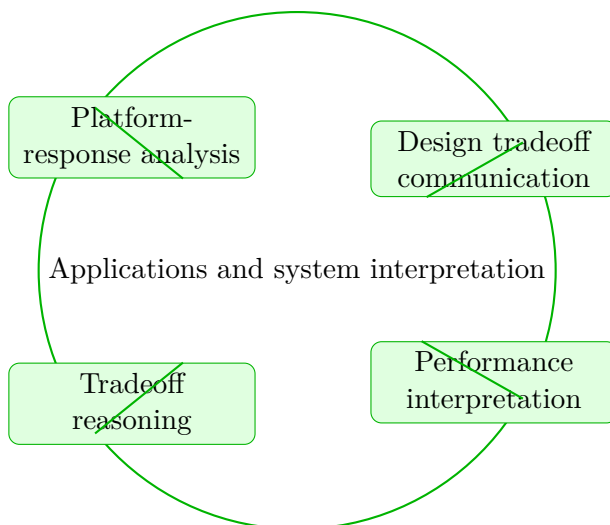 Platform-
response analysis
Design tradeoff
communication
Applications and system interpretation
Tradeoff
reasoning
Performance
interpretation